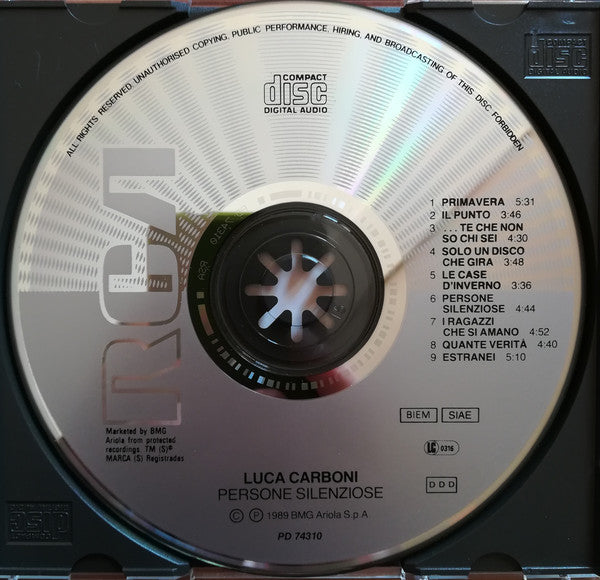 ALL RIGHTS RESERVED. UNAUTHORISED COPYING, PUBLIC PERFORMANCE, HIRING, AND BROADCASTING OF THIS DISC FORBIDDEN
COMPACT
disc
DIGITAL AUDIO
RCA
1 PRIMAVERA 5:31
2 IL PUNTO 3:46
3 ...TE CHE NON
SO CHI SEI 4:30
4 SOLO UN DISCO
CHE GIRA 3:48
5 LE CASE
D'INVERNO 3:36
6 PERSONE
SILENZIOSE 4:44
7 I RAGAZZI
CHE SI AMANO 4:52
8 QUANTE VERITÀ 4:40
9 ESTRANEI 5:10
BIEM SIAE
LC 0316
DDD
Marketed by BMG
Ariola from protected
recordings. TM (S)®
MARCA (S) Registradas
LUCA CARBONI
PERSONE SILENZIOSE
© ℗ 1989 BMG Ariola S.p.A
PD 74310
COMPACT
disc
DIGITAL AUDIO